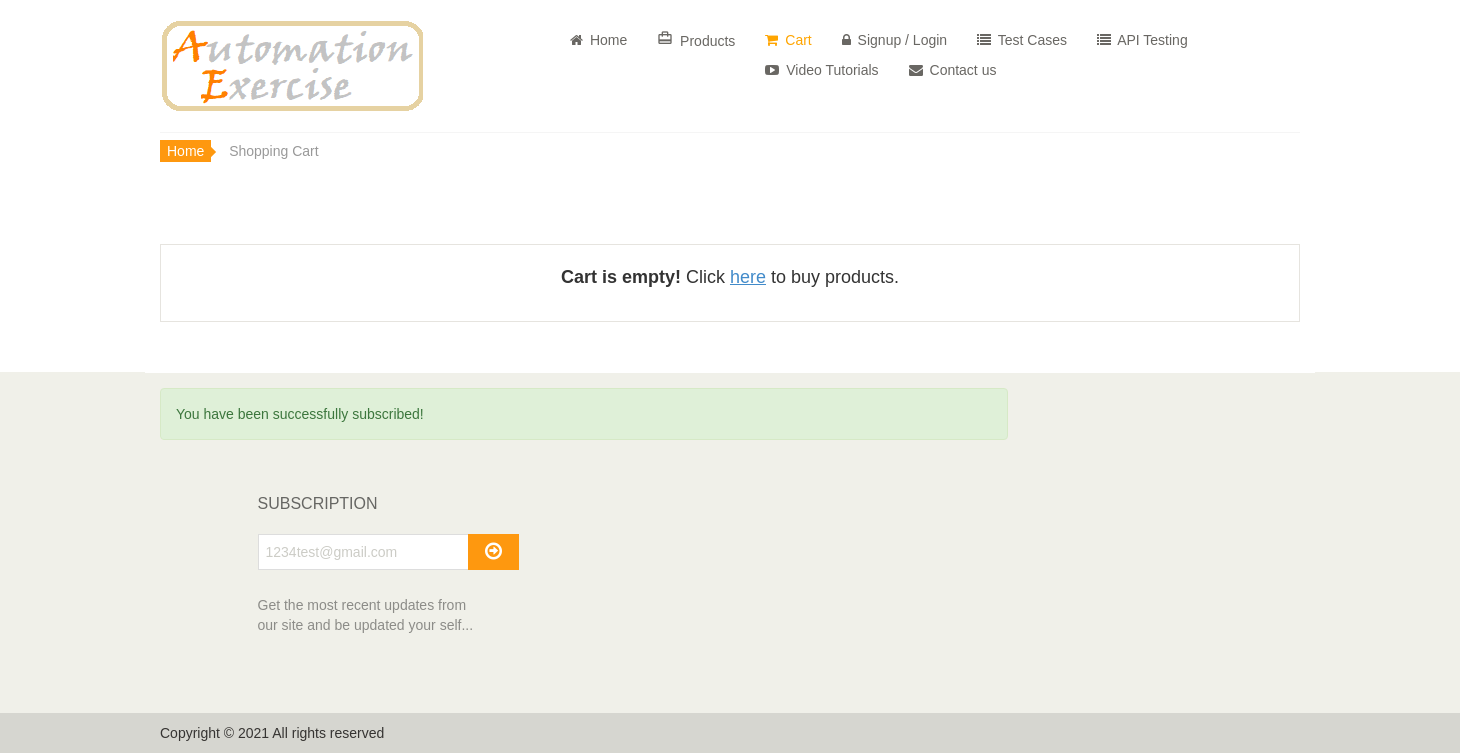 Automation
Exercise
Home Products Cart Signup / Login Test Cases API Testing
Video Tutorials Contact us
Home Shopping Cart
Cart is empty! Click here to buy products.
You have been successfully subscribed!
SUBSCRIPTION
1234test@gmail.com
Get the most recent updates from
our site and be updated your self...
Copyright © 2021 All rights reserved